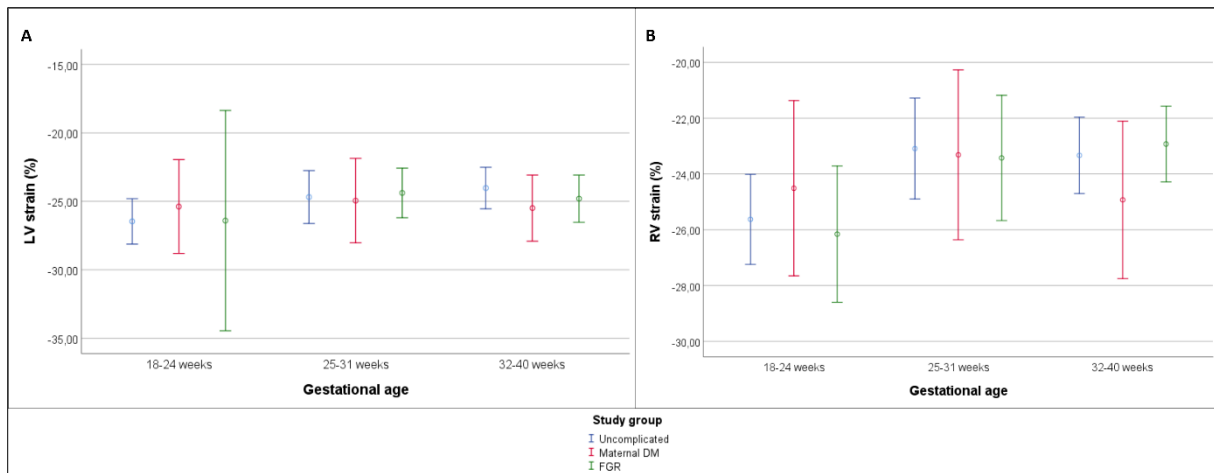 A
LV strain (%)
-15,00
-20,00
-25,00
-30,00
-35,00
18-24 weeks
25-31 weeks
32-40 weeks
Gestational age
B
RV strain (%)
-20,00
-22,00
-24,00
-26,00
-28,00
-30,00
18-24 weeks
25-31 weeks
32-40 weeks
Gestational age
Study group
Uncomplicated
Maternal DM
FGR